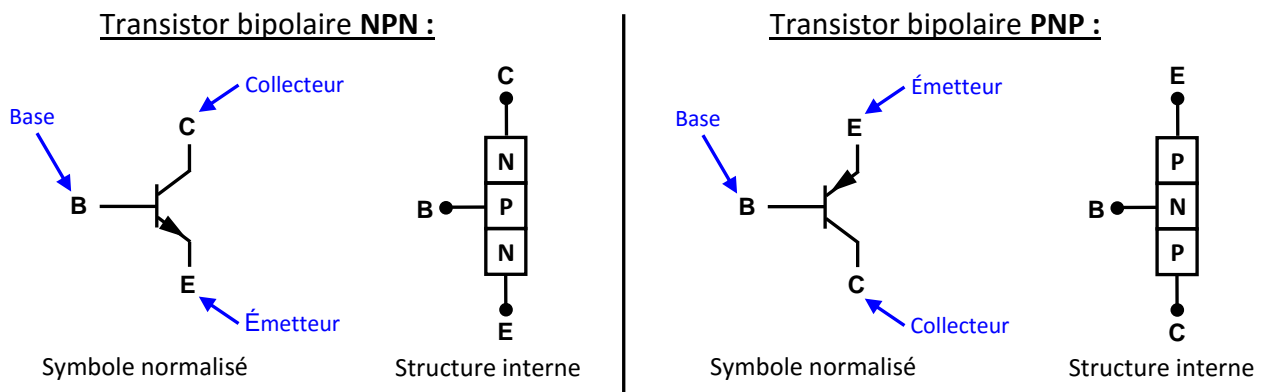 Transistor bipolaire NPN :
Collecteur
Base
C
B
E
Émetteur
Symbole normalisé
C
N
B
P
N
E
Structure interne
Transistor bipolaire PNP :
Émetteur
Base
E
B
C
Collecteur
Symbole normalisé
E
P
B
N
P
C
Structure interne